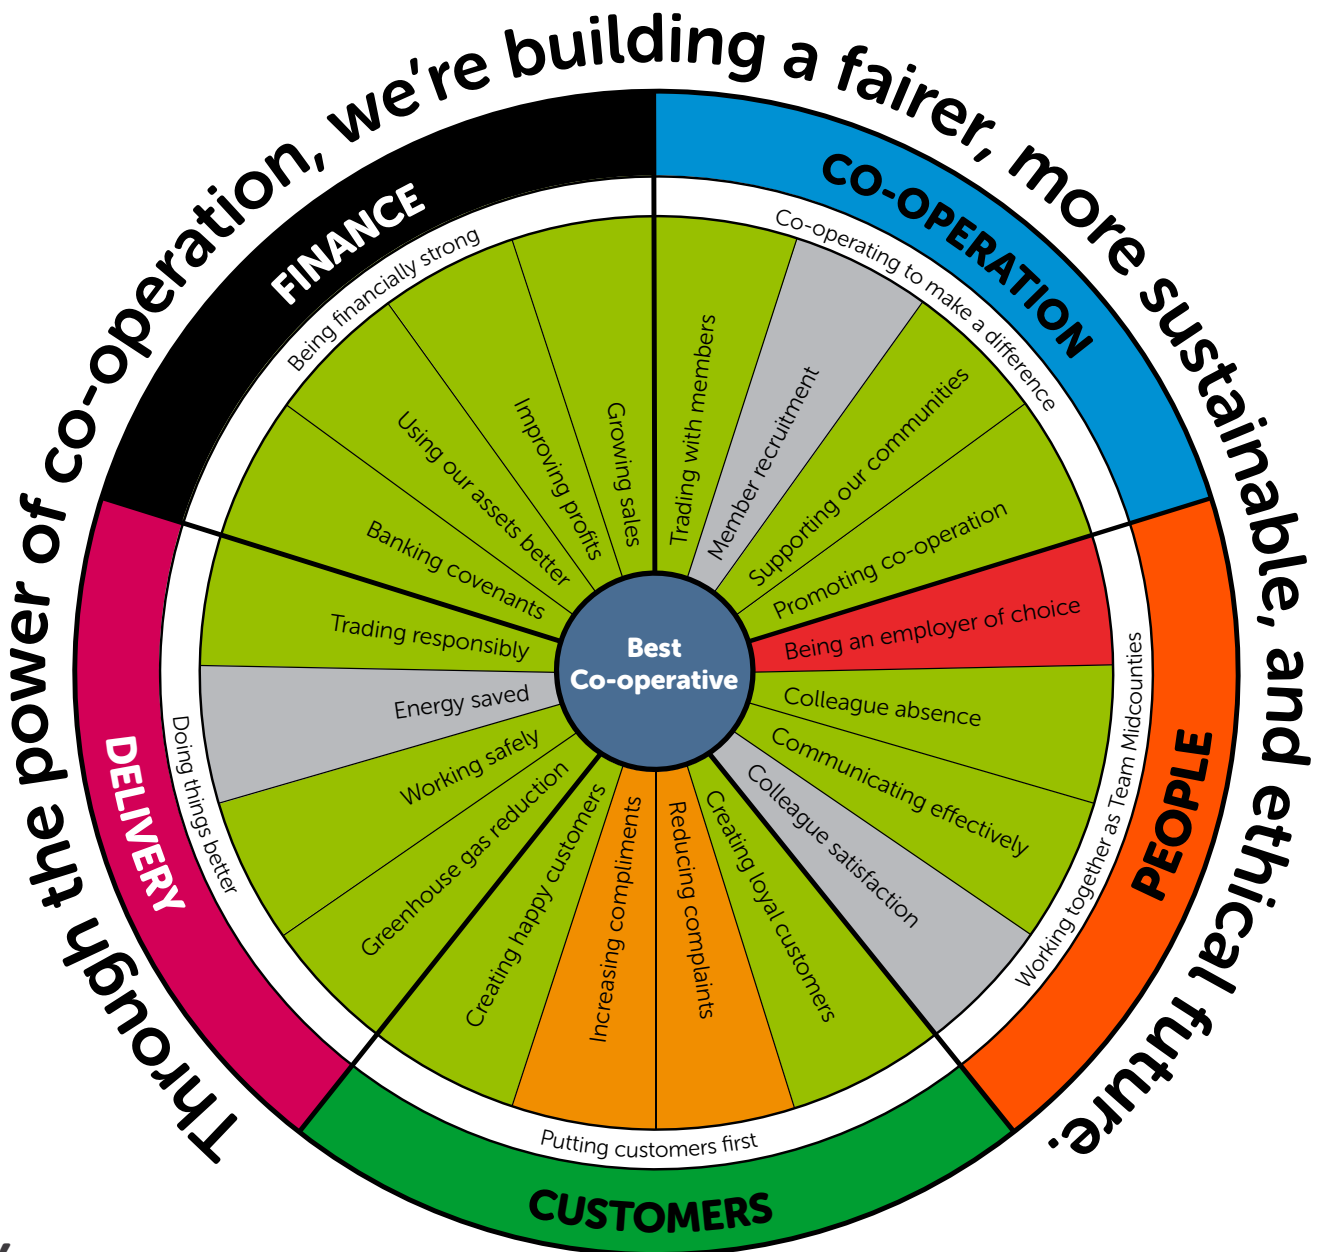 Through the power of co-operation, we're building a fairer, more sustainable, and ethical future.
FINANCE
Being financially strong
Banking covenants
Using our assets better
Improving profits
Growing sales
CO-OPERATION
Co-operating to make a difference
Trading with members
Member recruitment
Supporting our communities
Promoting co-operation
PEOPLE
Working together as Team Midcounties
Being an employer of choice
Colleague absence
Communicating effectively
Colleague satisfaction
CUSTOMERS
Putting customers first
Creating loyal customers
Reducing complaints
Increasing compliments
Creating happy customers
DELIVERY
Doing things better
Greenhouse gas reduction
Working safely
Energy saved
Trading responsibly
Best
Co-operative